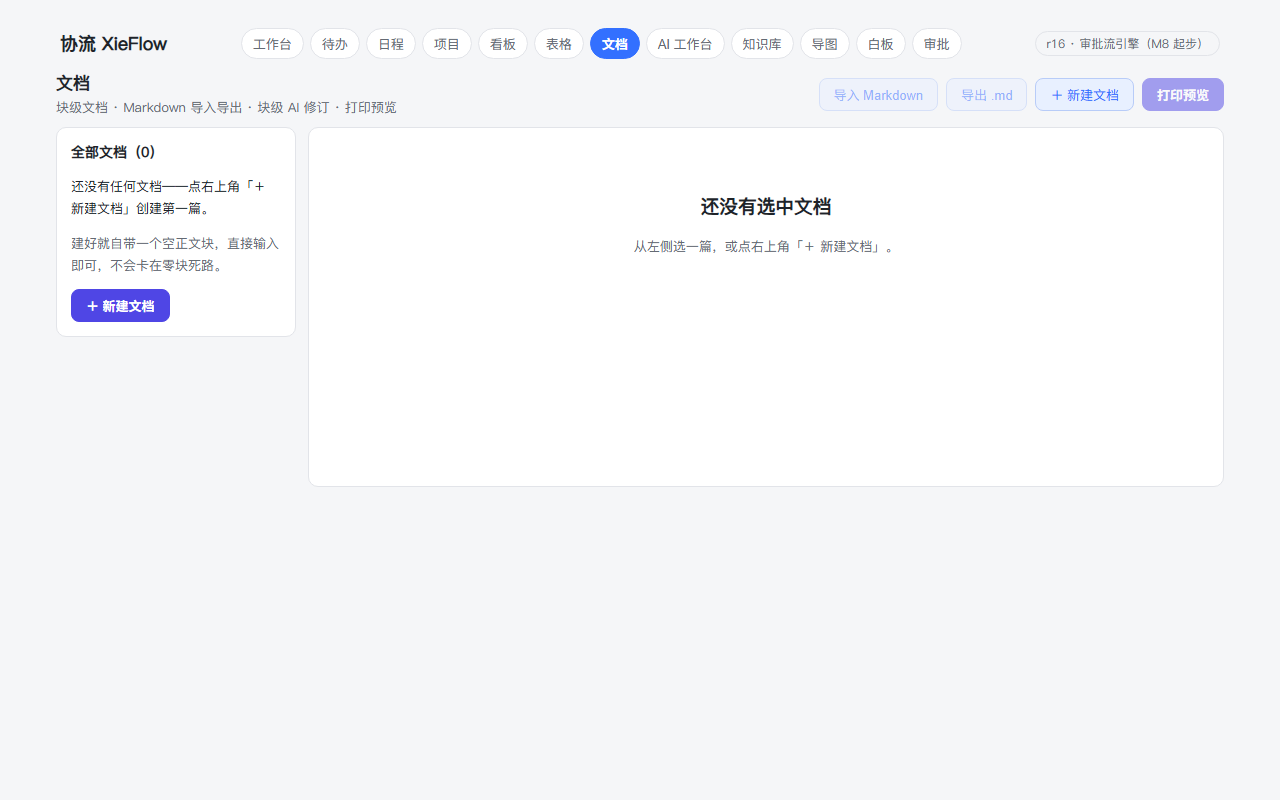 协流 XieFlow
工作台
待办
日程
项目
看板
表格
文档
AI 工作台
知识库
导图
白板
审批
r16 · 审批流引擎（M8 起步）
文档
块级文档 · Markdown 导入导出 · 块级 AI 修订 · 打印预览
导入 Markdown
导出 .md
＋ 新建文档
打印预览
全部文档（0）
还没有任何文档——点右上角「＋
新建文档」创建第一篇。
建好就自带一个空正文块，直接输入
即可，不会卡在零块死路。
＋ 新建文档
还没有选中文档
从左侧选一篇，或点右上角「＋ 新建文档」。